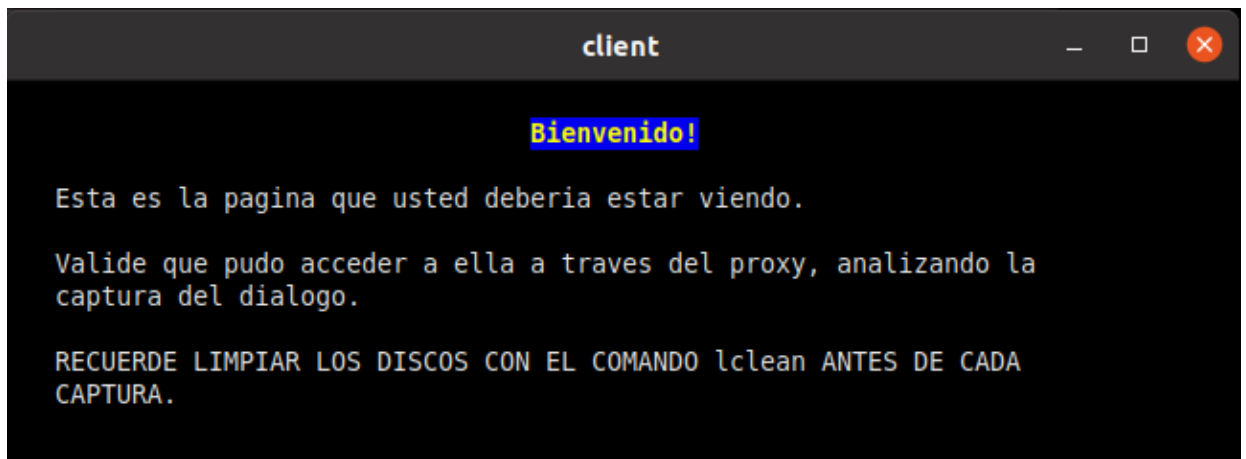 client
Bienvenido!
Esta es la pagina que usted deberia estar viendo.
Valide que pudo acceder a ella a traves del proxy, analizando la
captura del dialogo.
RECUERDE LIMPIAR LOS DISCOS CON EL COMANDO lclean ANTES DE CADA
CAPTURA.